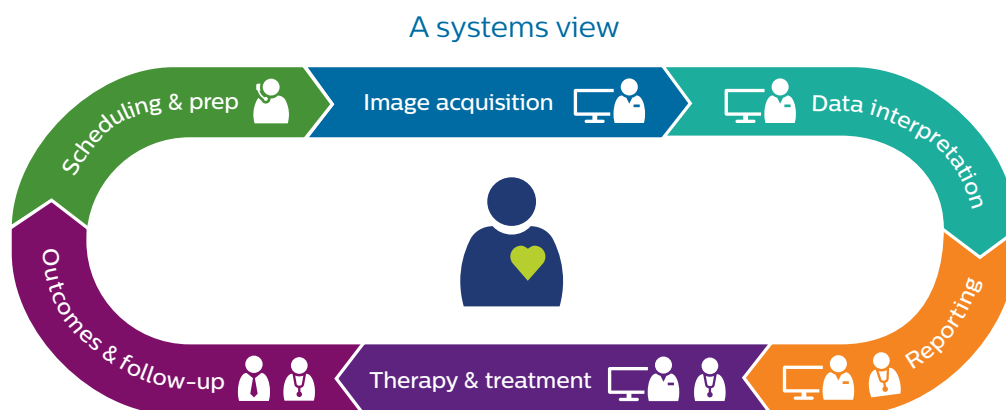 A systems view
Scheduling & prep
Image acquisition
Data interpretation
Reporting
Therapy & treatment
Outcomes & follow-up